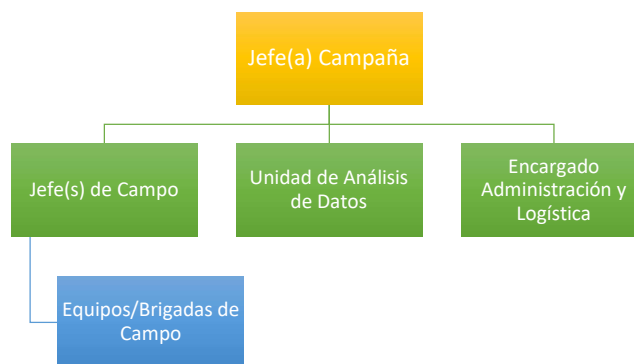 Jefe(a) Campaña
Jefe(s) de Campo
Unidad de Análisis
de Datos
Encargado
Administración y
Logística
Equipos/Brigadas de
Campo